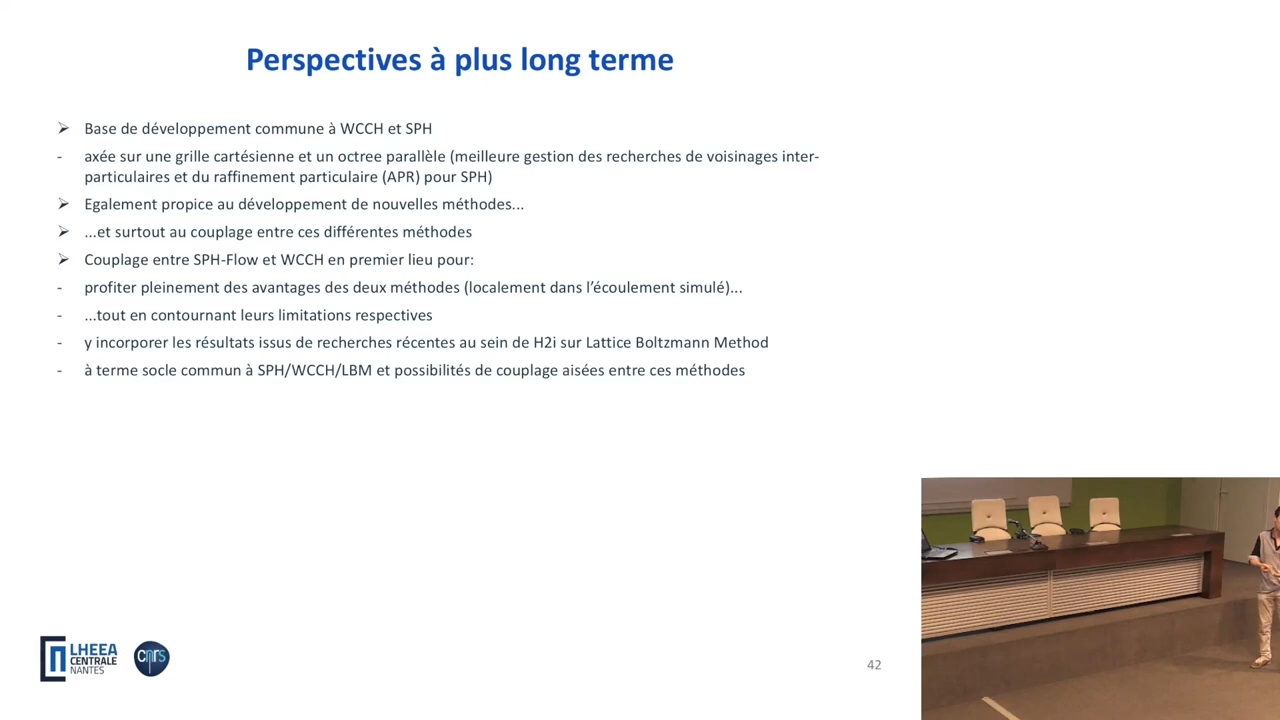 Perspectives à plus long terme
➢ Base de développement commune à WCCH et SPH
- axée sur une grille cartésienne et un octree parallèle (meilleure gestion des recherches de voisinages inter-
particulaires et du raffinement particulaire (APR) pour SPH)
➢ Egalement propice au développement de nouvelles méthodes...
➢ ...et surtout au couplage entre ces différentes méthodes
➢ Couplage entre SPH-Flow et WCCH en premier lieu pour:
- profiter pleinement des avantages des deux méthodes (localement dans l’écoulement simulé)...
- ...tout en contournant leurs limitations respectives
- y incorporer les résultats issus de recherches récentes au sein de H2i sur Lattice Boltzmann Method
- à terme socle commun à SPH/WCCH/LBM et possibilités de couplage aisées entre ces méthodes
LHEEA
CENTRALE
NANTES
cnrs
42